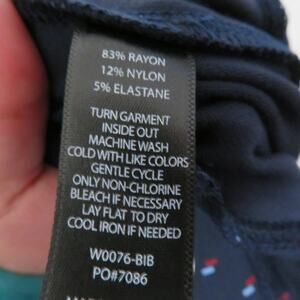 83% RAYON
12% NYLON
5% ELASTANE
TURN GARMENT
INSIDE OUT
MACHINE WASH
COLD WITH LIKE COLORS
GENTLE CYCLE
ONLY NON-CHLORINE
BLEACH IF NECESSARY
LAY FLAT TO DRY
COOL IRON IF NEEDED
W0076-BIB
PO#7086